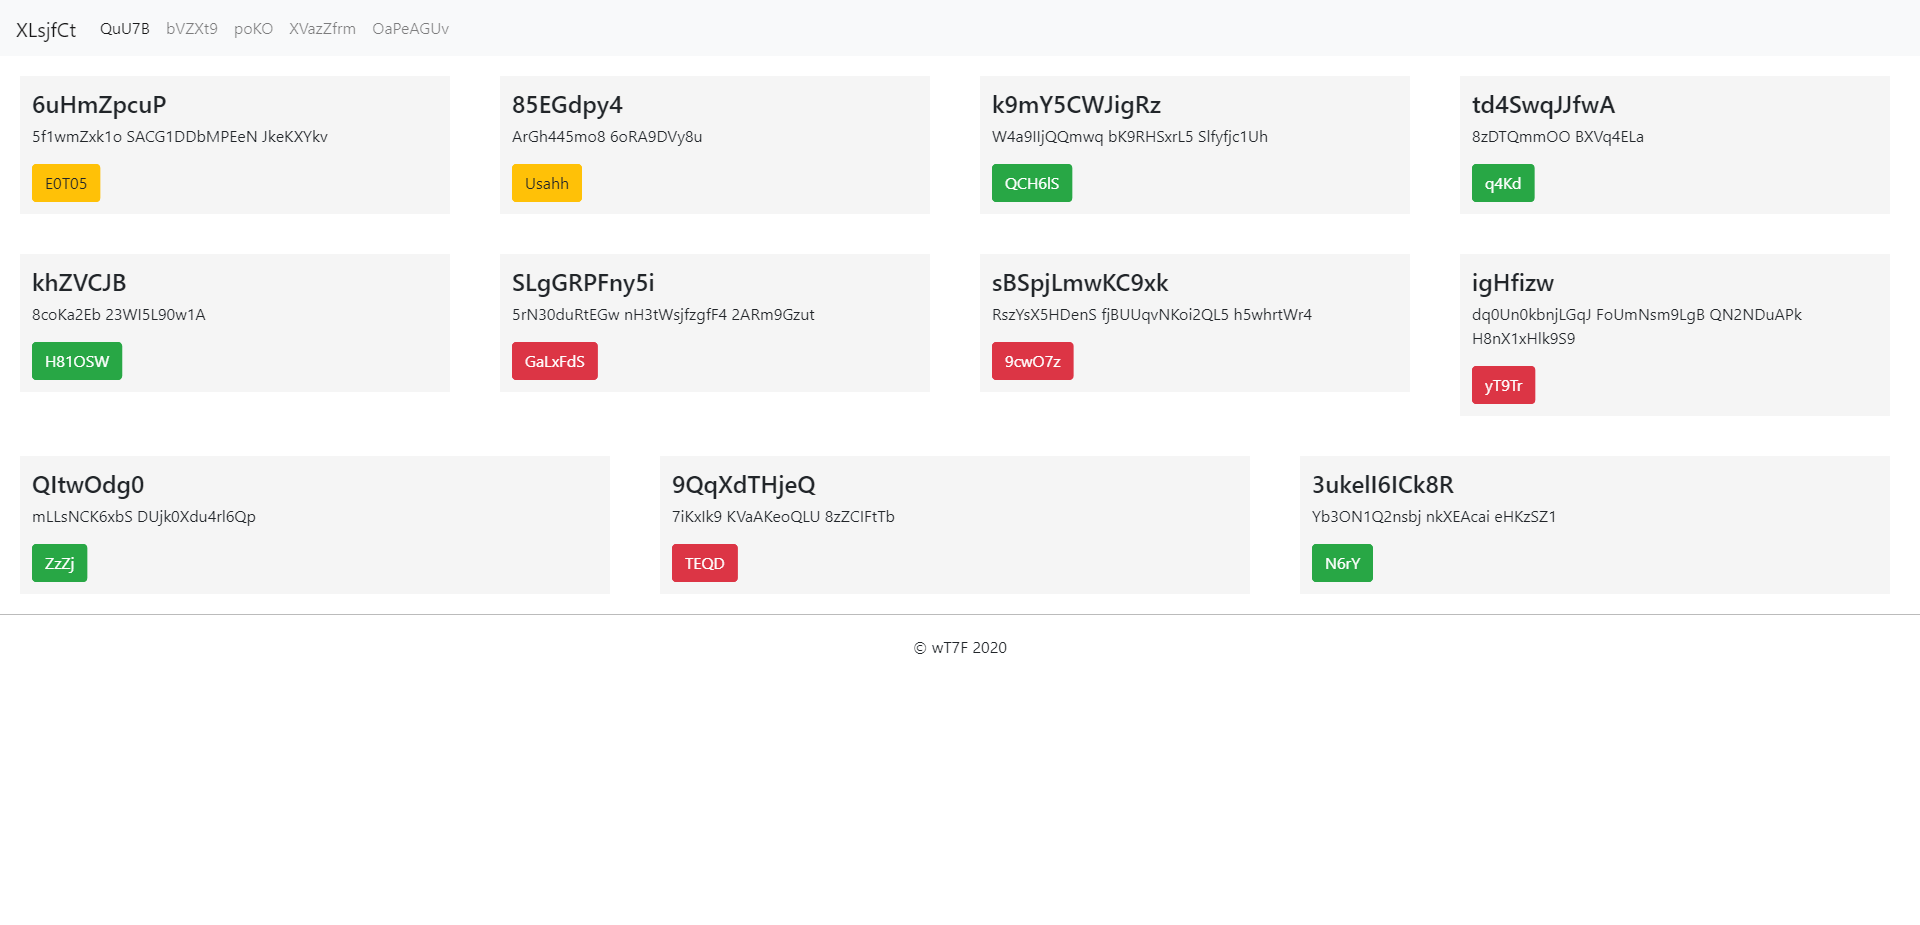 XLsjfCt QuU7B bVZXt9 poKO XVazZfrm OaPeAGUv
6uHmZpcuP
5f1wmZxk1o SACG1DDbMPEeN JkeKXYkv
E0T05
85EGdpy4
ArGh445mo8 6oRA9DVy8u
Usahh
k9mY5CWJigRz
W4a9IIjQQmwq bK9RHSxrL5 Slfyfjc1Uh
QCH6lS
td4SwqJJfwA
8zDTQmmOO BXVq4ELa
q4Kd
khZVCJB
8coKa2Eb 23WI5L90w1A
H81OSW
SLgGRPFny5i
5rN30duRtEGw nH3tWsjfzgfF4 2ARm9Gzut
GaLxFdS
sBSpjLmwKC9xk
RszYsX5HDenS fjBUUqvNKoi2QL5 h5whrtWr4
9cwO7z
igHfizw
dq0Un0kbnjLGqJ FoUmNsm9LgB QN2NDuAPk
H8nX1xHlk9S9
yT9Tr
QItwOdg0
mLLsNCK6xbS DUjk0Xdu4rl6Qp
ZzZj
9QqXdTHjeQ
7iKxIk9 KVaAKeoQLU 8zZCIFtTb
TEQD
3ukelI6ICk8R
Yb3ON1Q2nsbj nkXEAcai eHKzSZ1
N6rY
© wT7F 2020